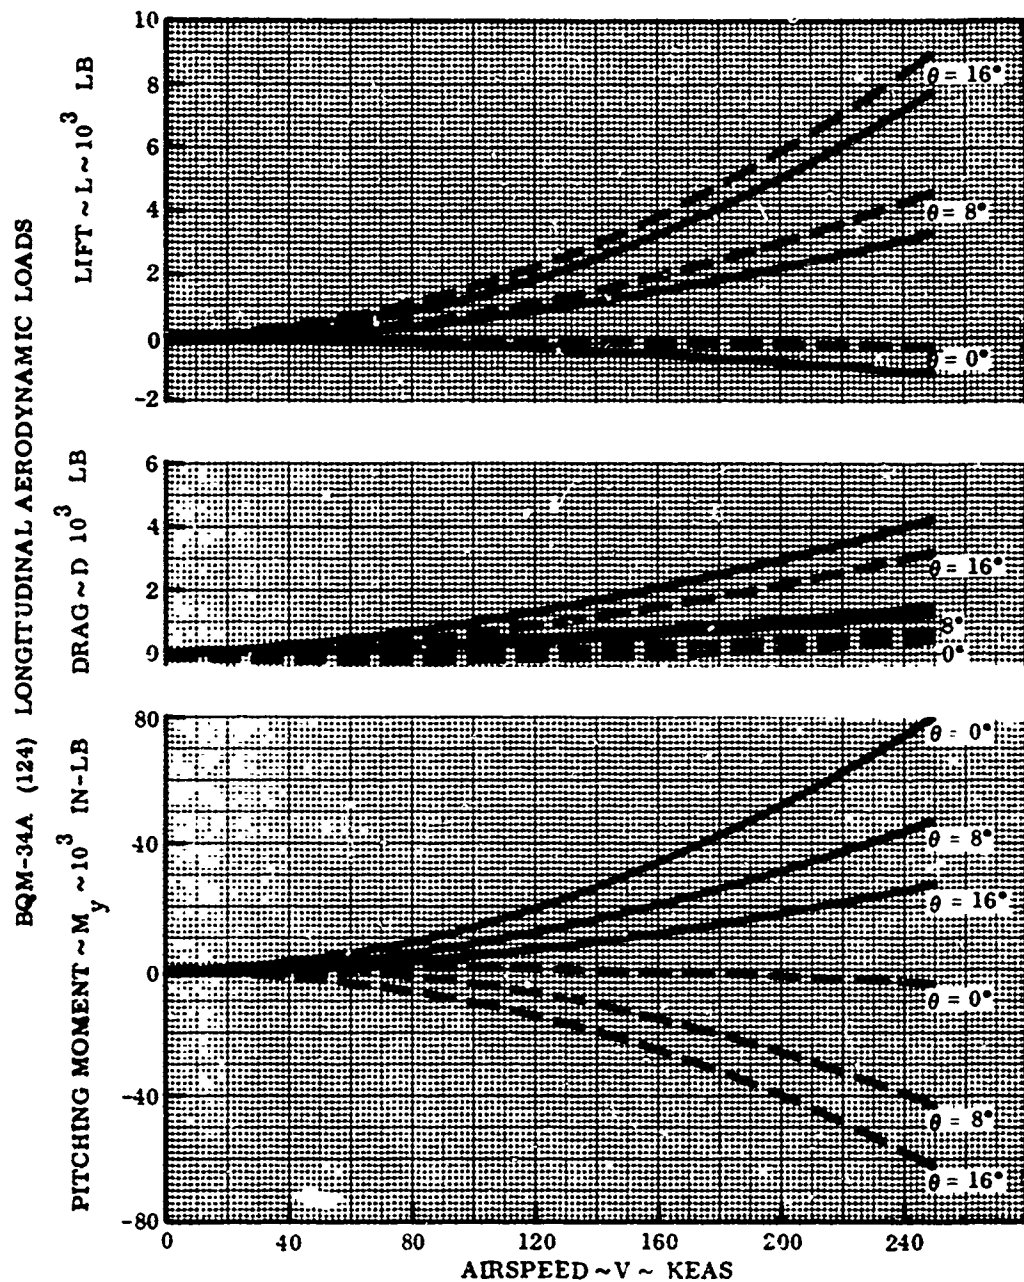 BQM-34A (124) LONGITUDINAL AERODYNAMIC LOADS
LIFT ~ L ~ 10³ LB
10
8
6
4
2
0
-2
θ = 16°
θ = 8°
θ = 0°
DRAG ~ D 10³ LB
6
4
2
0
θ = 16°
8°
0°
PITCHING MOMENT ~ My ~ 10³ IN-LB
80
40
0
-40
-80
θ = 0°
θ = 8°
θ = 16°
θ = 0°
θ = 8°
θ = 16°
0 40 80 120 160 200 240
AIRSPEED ~ V ~ KEAS